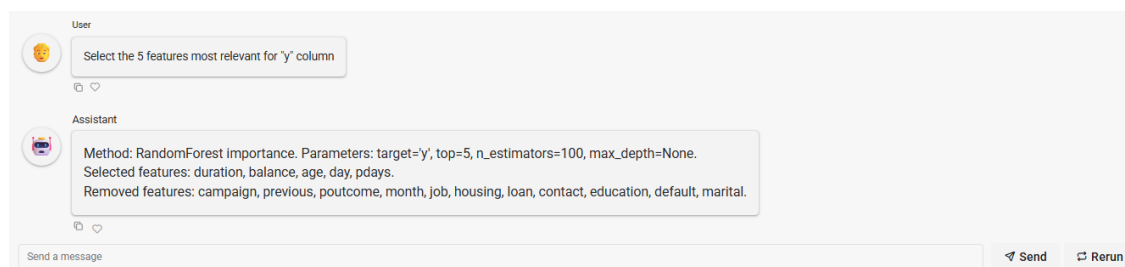 User
Select the 5 features most relevant for "y" column
Assistant
Method: RandomForest importance. Parameters: target='y', top=5, n_estimators=100, max_depth=None.
Selected features: duration, balance, age, day, pdays.
Removed features: campaign, previous, poutcome, month, job, housing, loan, contact, education, default, marital.
Send a message
Send
Rerun